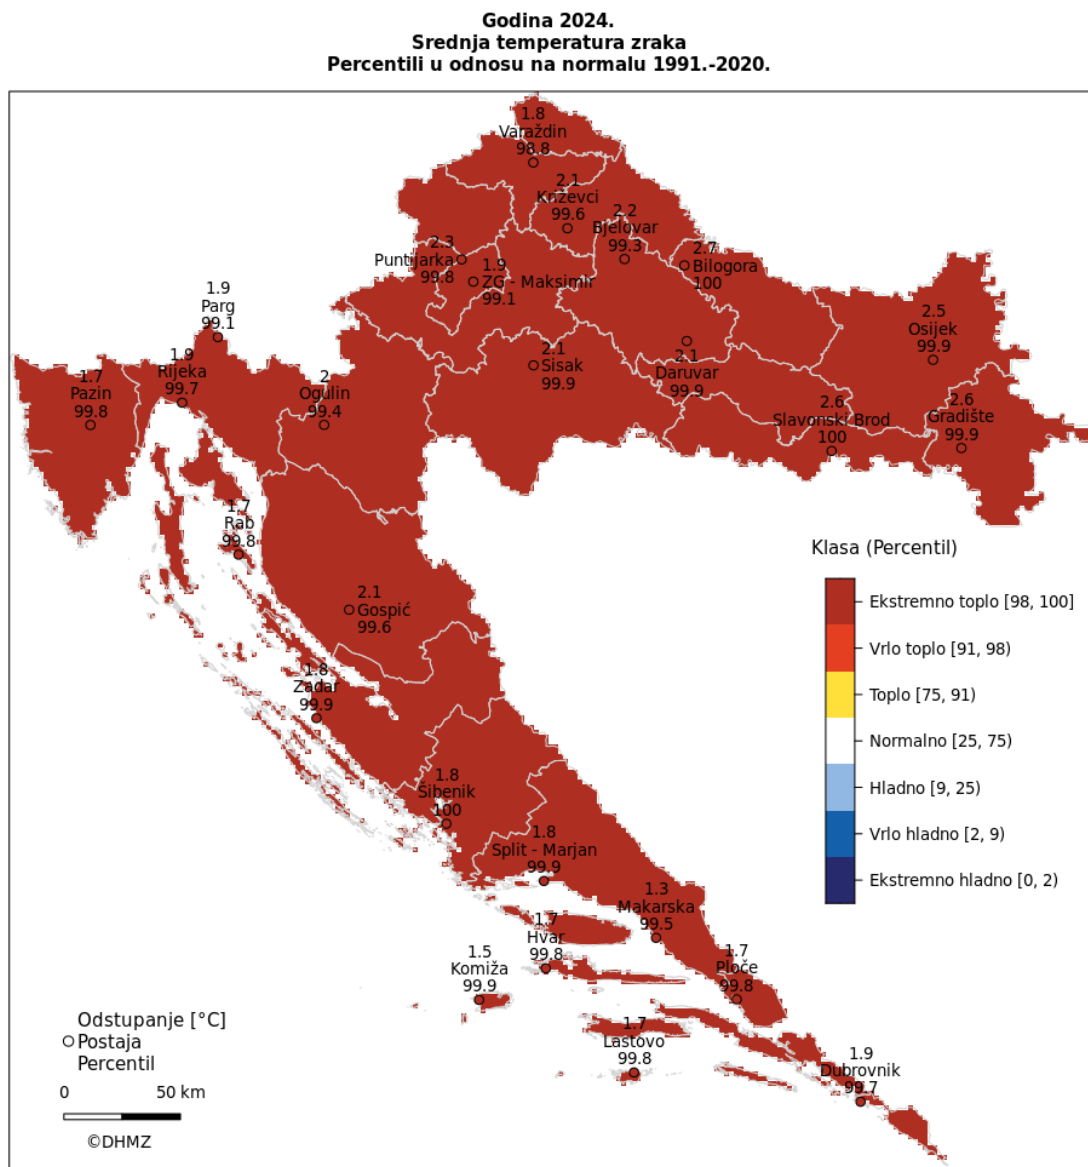 Godina 2024.
Srednja temperatura zraka
Percentili u odnosu na normalu 1991.-2020.
1.8
Varaždin
98.8
2.1
Križevci
99.6
2.2
Bjelovar
99.3
2.3
Puntijarka
99.8
1.9
ZG - Maksimir
99.1
2.7
Bilogora
100
1.9
Parg
99.1
2.5
Osijek
99.9
1.7
Pazin
99.8
1.9
Rijeka
99.7
2
Ogulin
99.4
2.1
Sisak
99.9
2.1
Daruvar
99.9
2.6
Slavonski Brod
100
2.6
Gradište
99.9
1.7
Rab
99.8
2.1
Gospić
99.6
1.8
Zadar
99.9
1.8
Šibenik
100
1.8
Split - Marjan
99.9
1.3
Makarska
99.5
1.7
Hvar
99.8
1.5
Komiža
99.9
1.7
Ploče
99.8
1.7
Lastovo
99.8
1.9
Dubrovnik
99.7
Klasa (Percentil)
Ekstremno toplo [98, 100]
Vrlo toplo [91, 98)
Toplo [75, 91)
Normalno [25, 75)
Hladno [9, 25)
Vrlo hladno [2, 9)
Ekstremno hladno [0, 2)
Odstupanje [°C]
Postaja
Percentil
0 50 km
©DHMZ